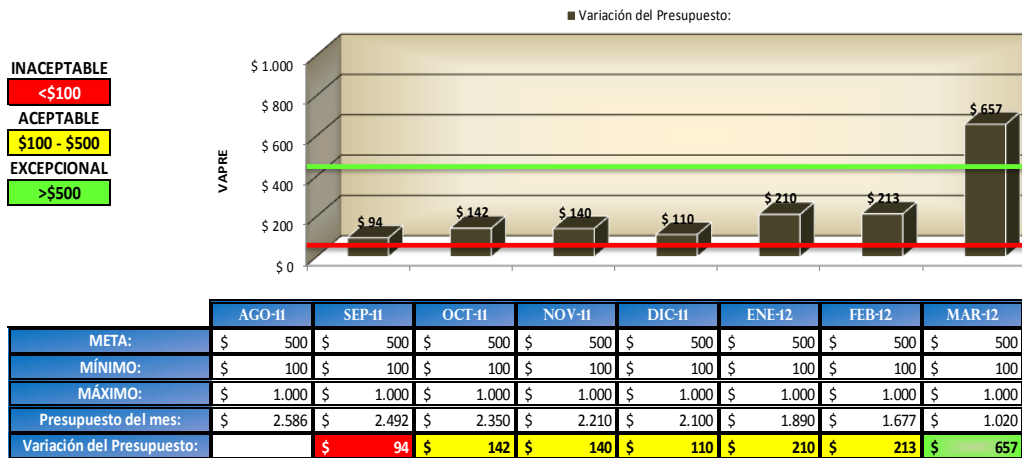 Variación del Presupuesto:
INACEPTABLE
<$100
ACEPTABLE
$100 - $500
EXCEPCIONAL
>$500
VAPRE
$ 1.000
$ 800
$ 600
$ 400
$ 200
$ 0
$ 94
$ 142
$ 140
$ 110
$ 210
$ 213
$ 657
AGO-11 SEP-11 OCT-11 NOV-11 DIC-11 ENE-12 FEB-12 MAR-12
META: $ 500 $ 500 $ 500 $ 500 $ 500 $ 500 $ 500 $ 500
MÍNIMO: $ 100 $ 100 $ 100 $ 100 $ 100 $ 100 $ 100 $ 100
MÁXIMO: $ 1.000 $ 1.000 $ 1.000 $ 1.000 $ 1.000 $ 1.000 $ 1.000 $ 1.000
Presupuesto del mes: $ 2.586 $ 2.492 $ 2.350 $ 2.210 $ 2.100 $ 1.890 $ 1.677 $ 1.020
Variación del Presupuesto: $ 94 $ 142 $ 140 $ 110 $ 210 $ 213 $ 657